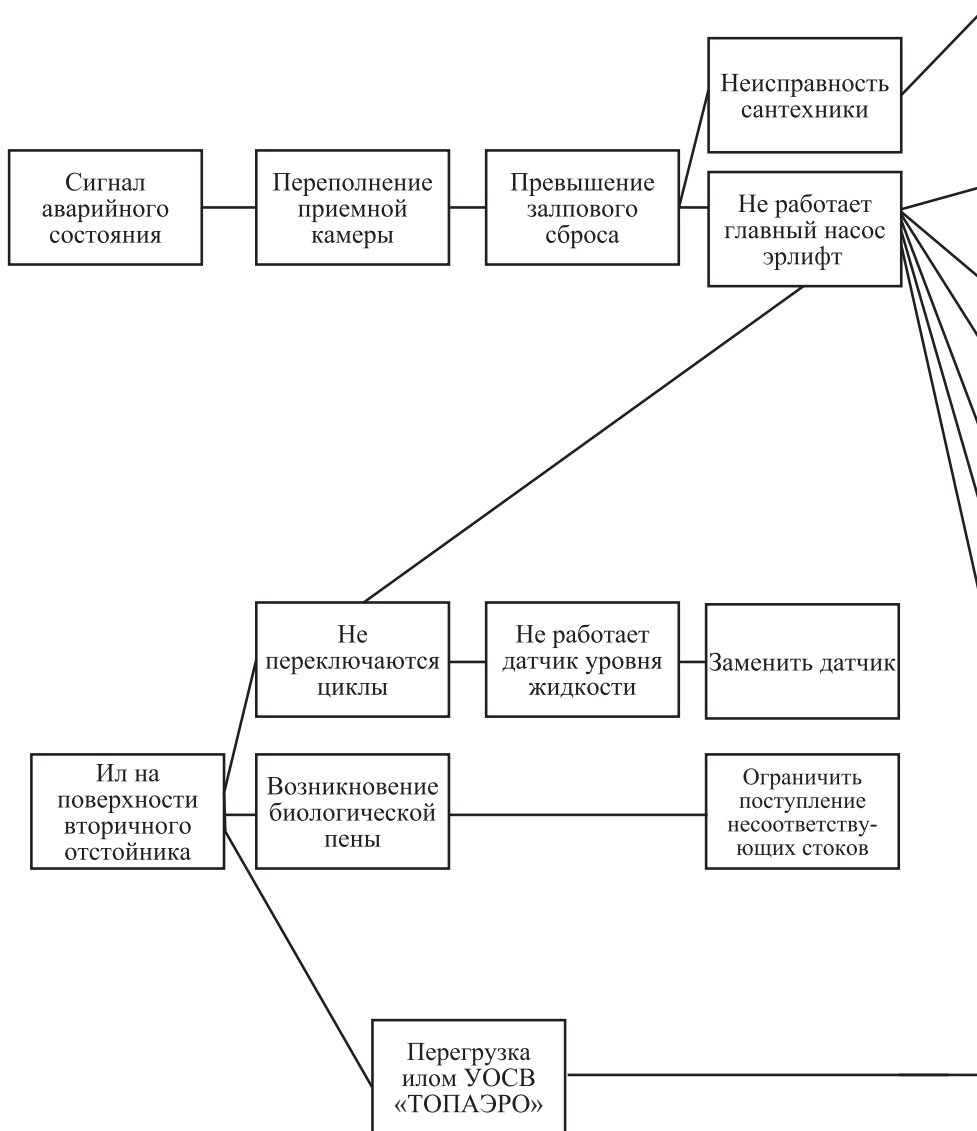 Неисправность
сантехники
Сигнал
аварийного
состояния
Переполнение
приемной
камеры
Превышение
залпового
сброса
Не работает
главный насос
эрлифт
Не
переключаются
циклы
Не работает
датчик уровня
жидкости
Заменить датчик
Ил на
поверхности
вторичного
отстойника
Возникновение
биологической
пены
Ограничить
поступление
несоответству-
ющих стоков
Перегрузка
илом УОСВ
«ТОПАЭРО»